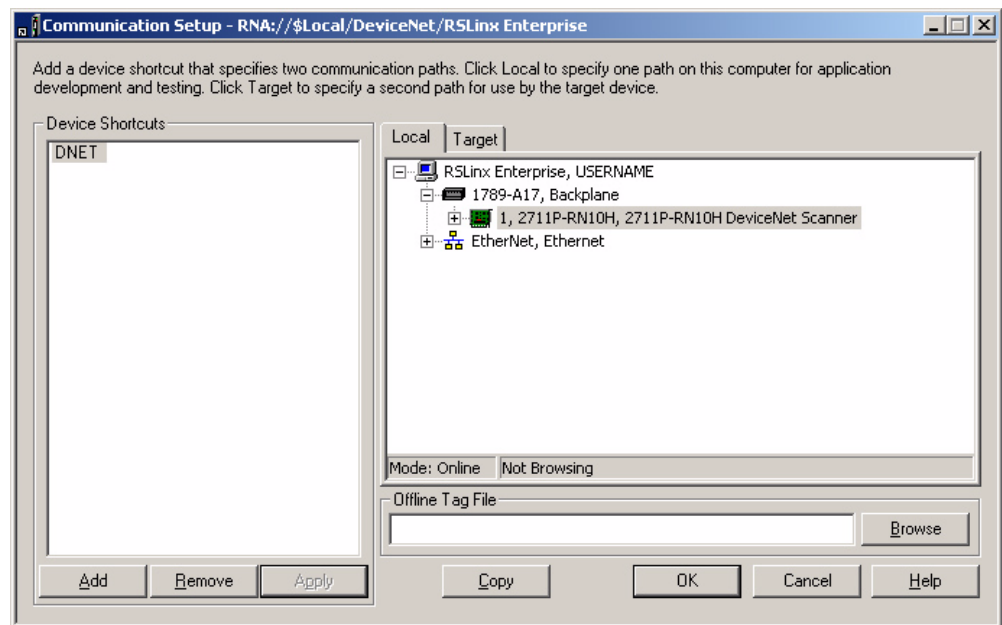 Communication Setup - RNA://$Local/DeviceNet/RSLinx Enterprise
Add a device shortcut that specifies two communication paths. Click Local to specify one path on this computer for application
development and testing. Click Target to specify a second path for use by the target device.
Device Shortcuts
DNET
Local
Target
RSLinx Enterprise, USERNAME
1789-A17, Backplane
1, 2711P-RN10H, 2711P-RN10H DeviceNet Scanner
EtherNet, Ethernet
Mode: Online
Not Browsing
Offline Tag File
Browse
Add
Remove
Apply
Copy
OK
Cancel
Help